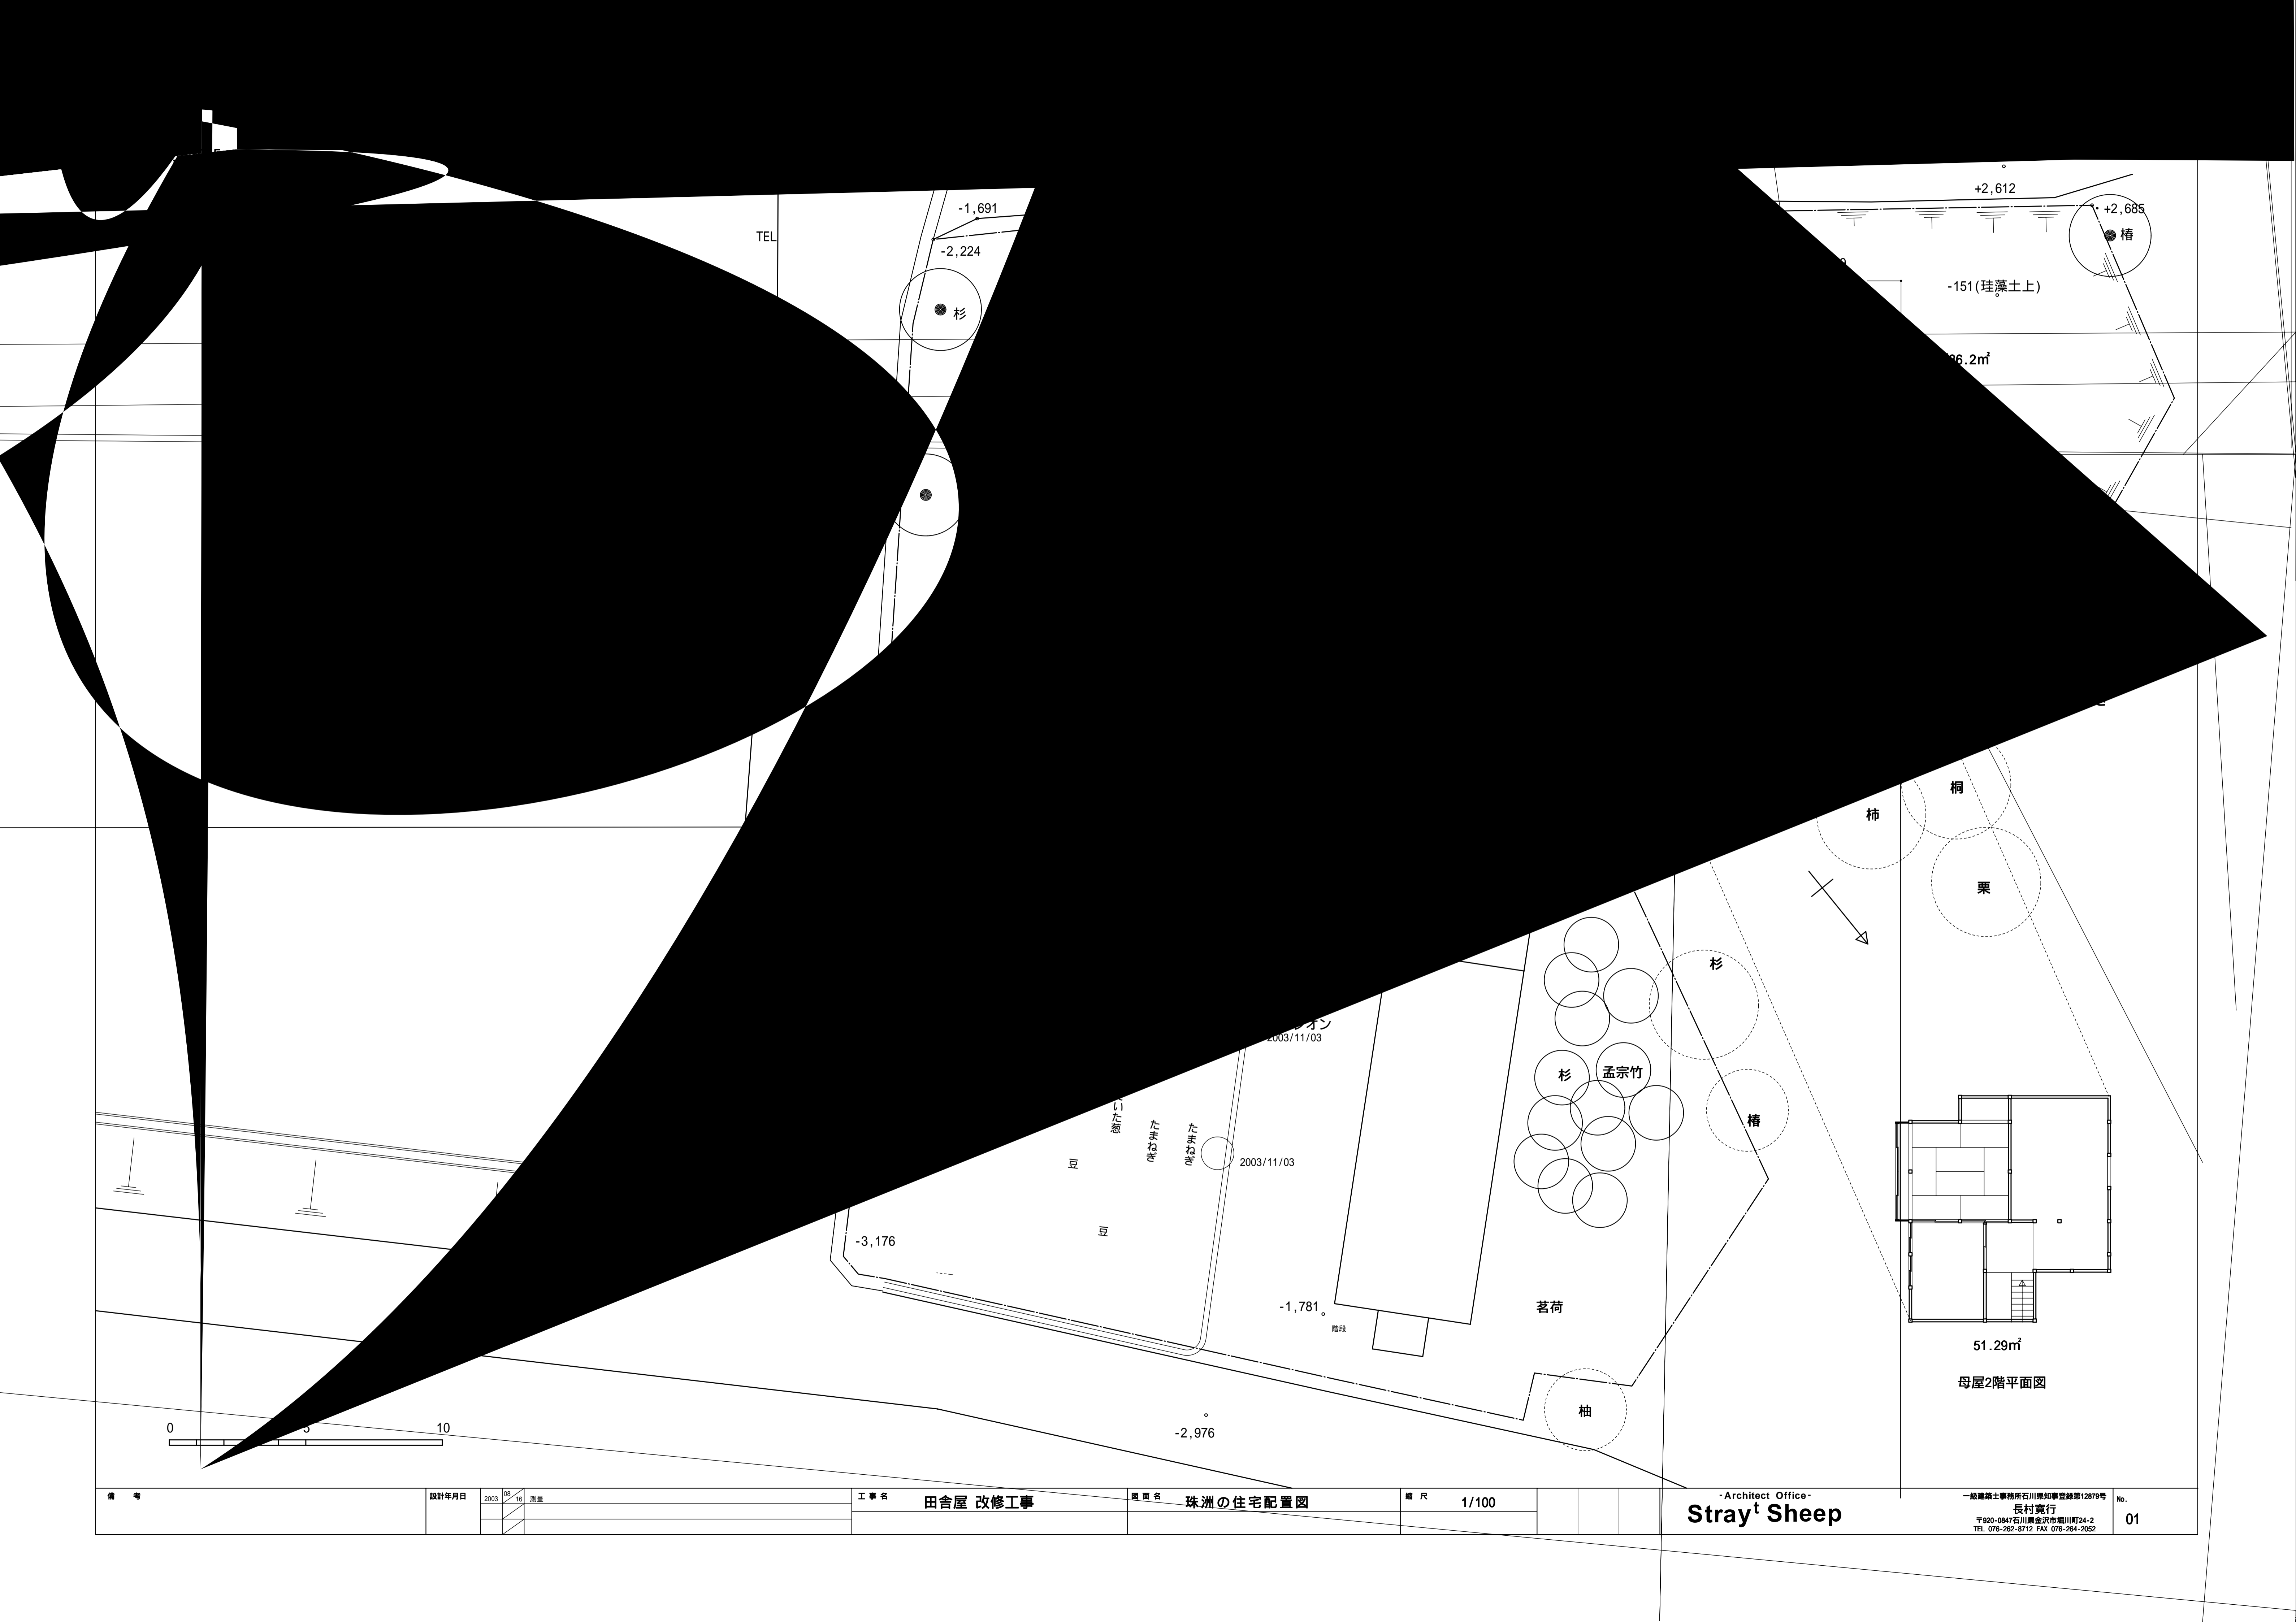 +2,612
-1,691
+2,685
TEL
椿
-2,224
-151(珪藻土上)
杉
6.2㎡
桐
柿
栗
杉
オン
2003/11/03
杉
孟宗竹
いた葱
たまねぎ
たまねぎ
椿
豆
2003/11/03
豆
-3,176
-1,781
茗荷
階段
51.29㎡
母屋2階平面図
柚
0
10
-2,976
備 考
設計年月日
2003 08/16 測量
工事名
田舎屋 改修工事
図面名
珠洲の住宅配置図
縮 尺
1/100
-Architect Office-
Strayt Sheep
一級建築士事務所石川県知事登録第12879号
長村寛行
〒920-0847石川県金沢市堀川町24-2
TEL 076-262-8712 FAX 076-264-2052
No.
01